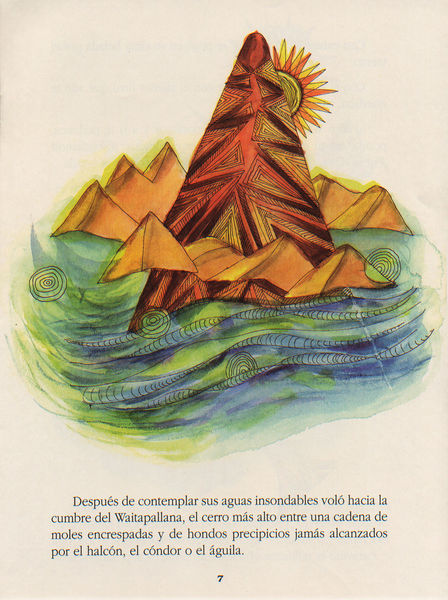 Después de contemplar sus aguas insondables voló hacia la
cumbre del Waitapallana, el cerro más alto entre una cadena de
moles encrespadas y de hondos precipicios jamás alcanzados
por el halcón, el cóndor o el águila.
7